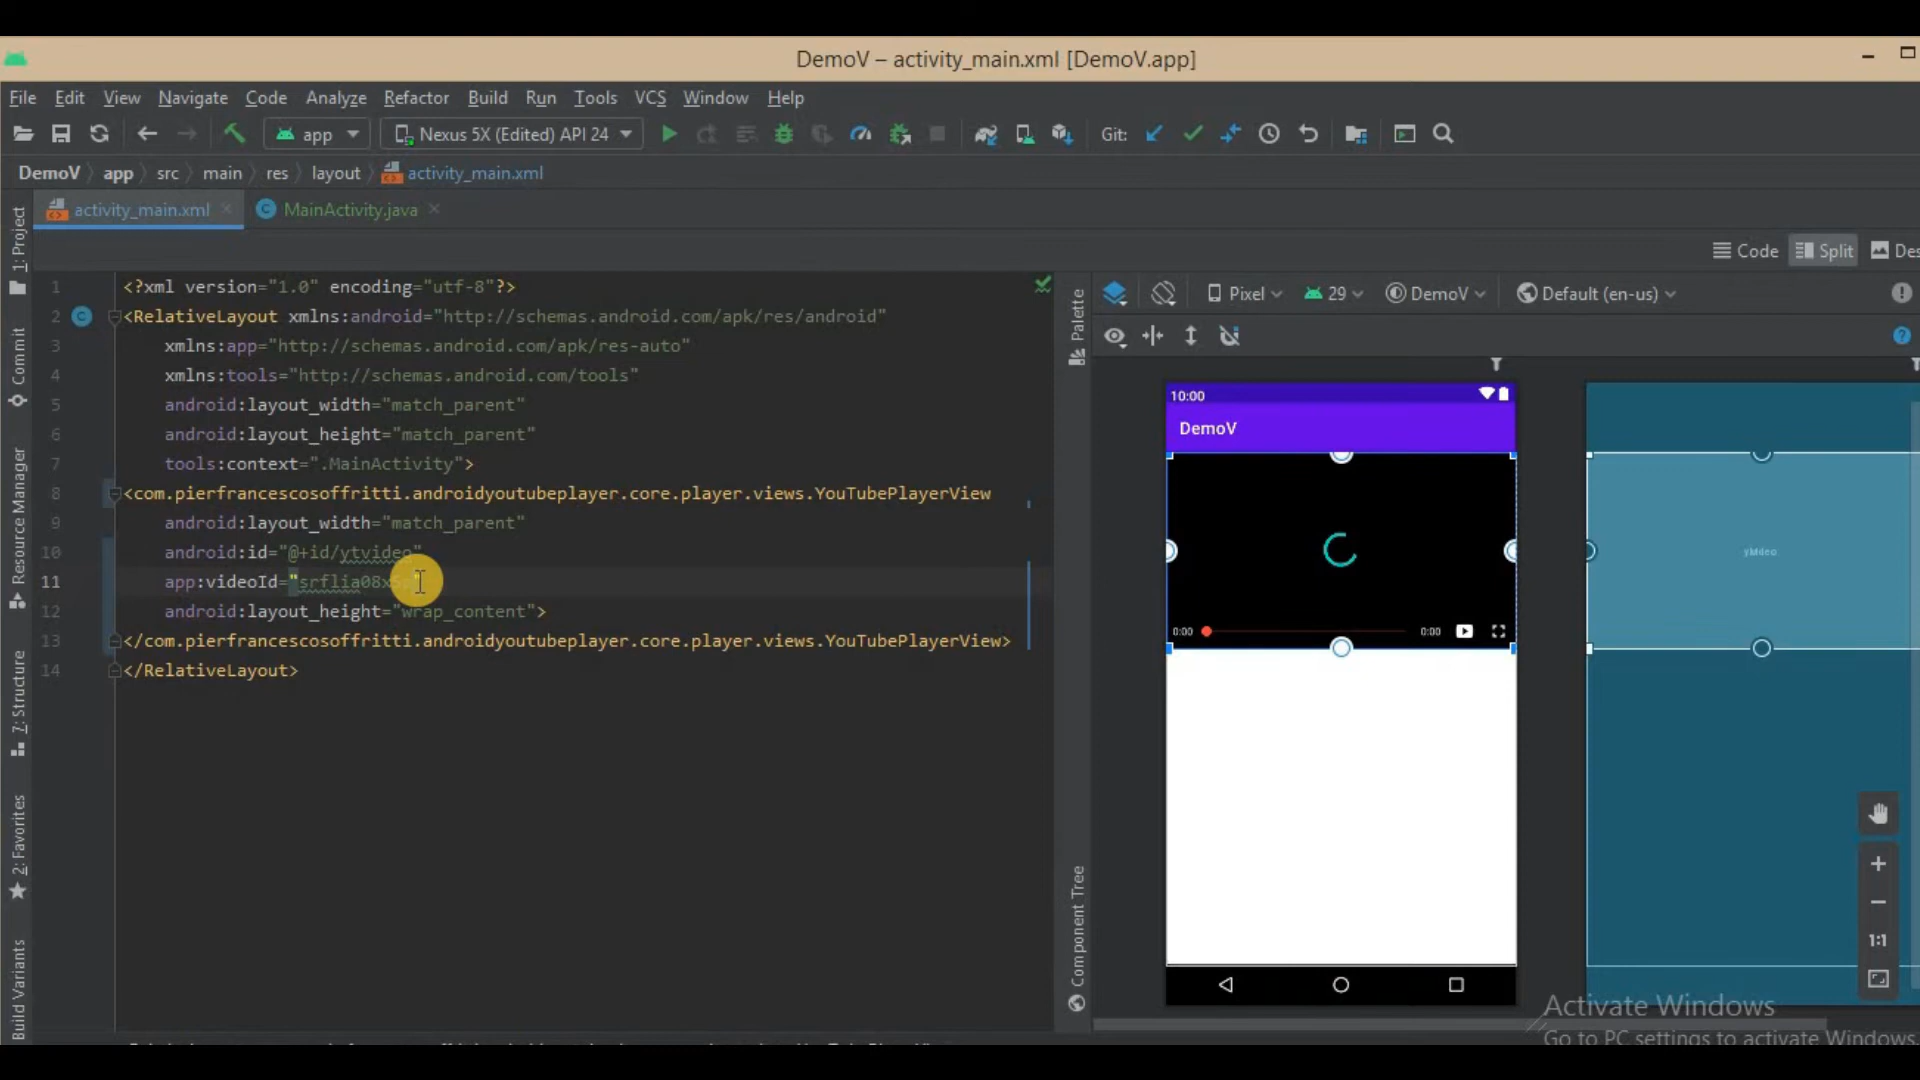 DemoV – activity_main.xml [DemoV.app]
File Edit View Navigate Code Analyze Refactor Build Run Tools VCS Window Help
app Nexus 5X (Edited) API 24 Git:
DemoV app src main res layout activity_main.xml
activity_main.xml MainActivity.java
Code Split Des
Pixel 29 DemoV Default (en-us)
1: Project
Commit
Resource Manager
7: Structure
2: Favorites
Build Variants
1 <?xml version="1.0" encoding="utf-8"?>
2 <RelativeLayout xmlns:android="http://schemas.android.com/apk/res/android"
3 xmlns:app="http://schemas.android.com/apk/res-auto"
4 xmlns:tools="http://schemas.android.com/tools"
5 android:layout_width="match_parent"
6 android:layout_height="match_parent"
7 tools:context=".MainActivity">
8 <com.pierfrancescosoffritti.androidyoutubeplayer.core.player.views.YouTubePlayerView
9 android:layout_width="match_parent"
10 android:id="@+id/ytvideo"
11 app:videoId=
12 android:layout_height="wrap_content">
13 </com.pierfrancescosoffritti.androidyoutubeplayer.core.player.views.YouTubePlayerView>
14 </RelativeLayout>
Palette
Component Tree
10:00
DemoV
0:00 0:00
ytvideo
1:1
Activate Windows
Go to PC settings to activate Windows.